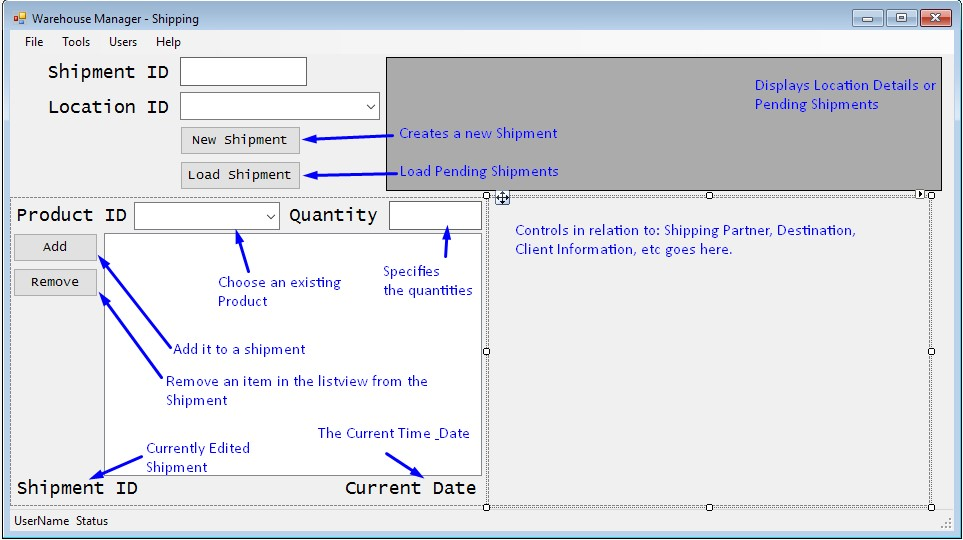 Warehouse Manager - Shipping
File Tools Users Help
Shipment ID
Location ID
New Shipment
Load Shipment
Displays Location Details or
Pending Shipments
Creates a new Shipment
Load Pending Shipments
Product ID
Quantity
Add
Remove
Choose an existing
Product
Specifies
the quantities
Add it to a shipment
Remove an item in the listview from the
Shipment
Currently Edited
Shipment
The Current Time _Date
Shipment ID
Current Date
Controls in relation to: Shipping Partner, Destination,
Client Information, etc goes here.
UserName Status